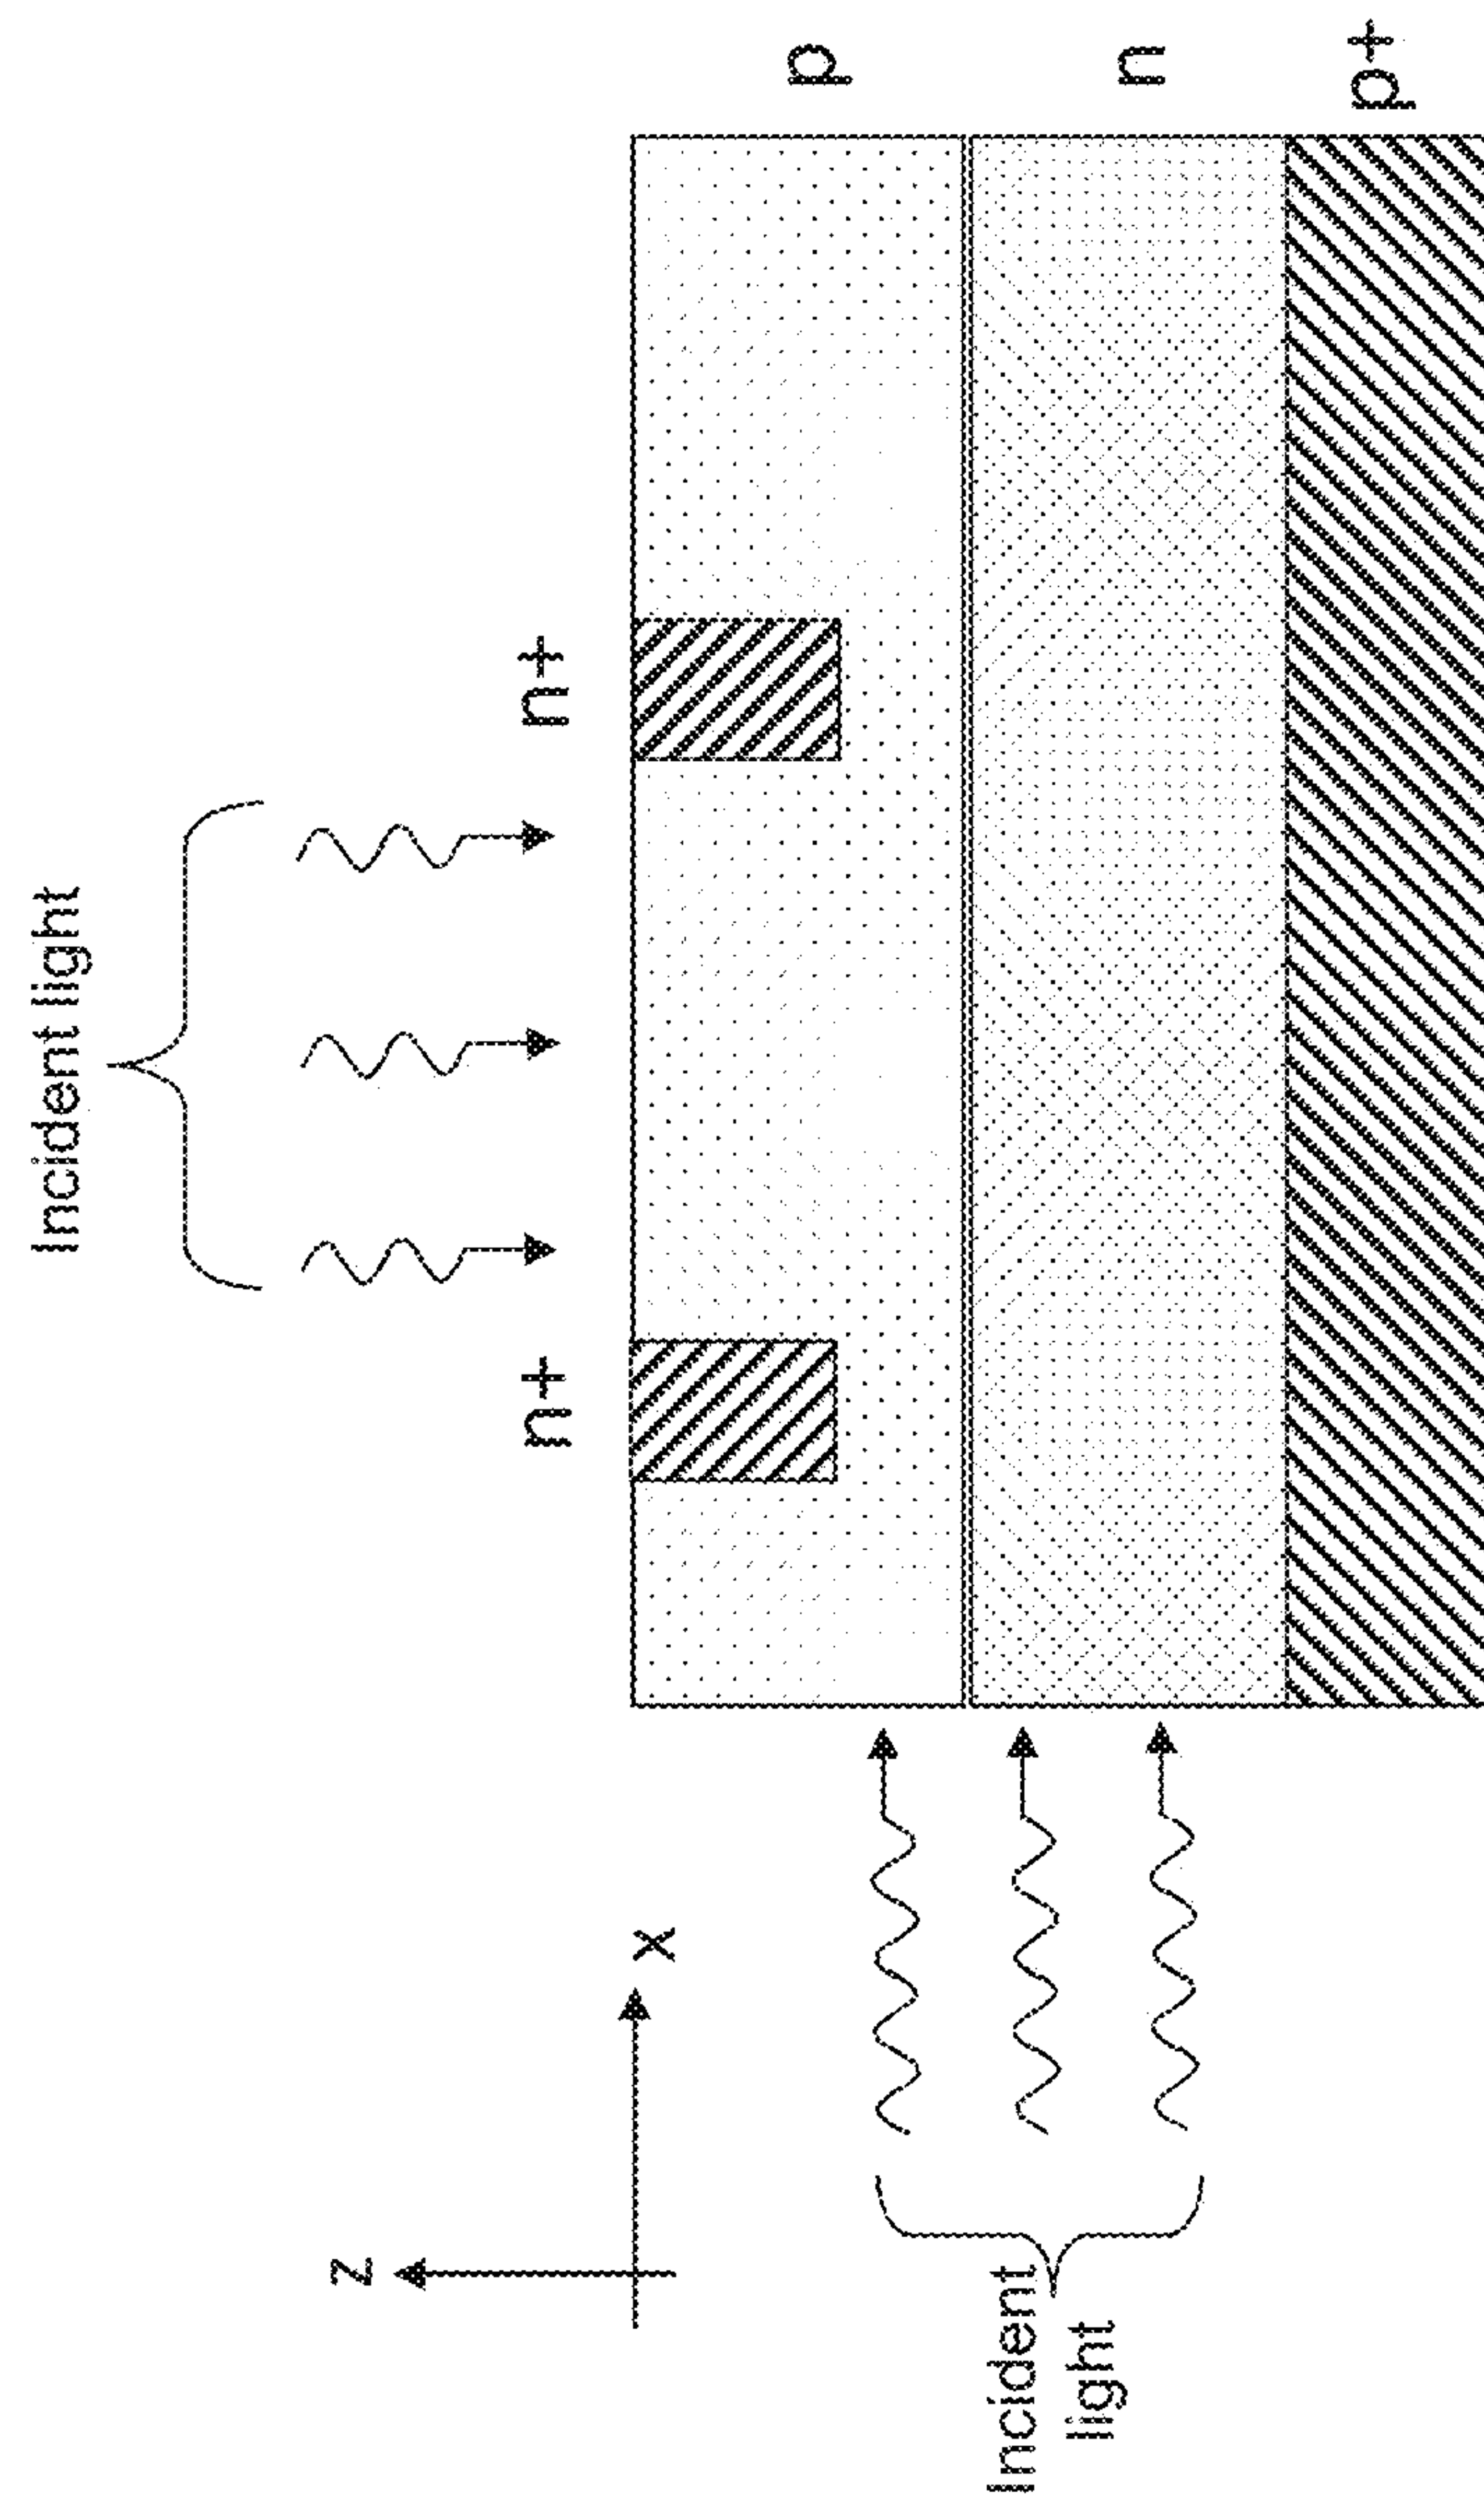 Incident light
n+
n+
p
n
p+
z
x
Incident
light